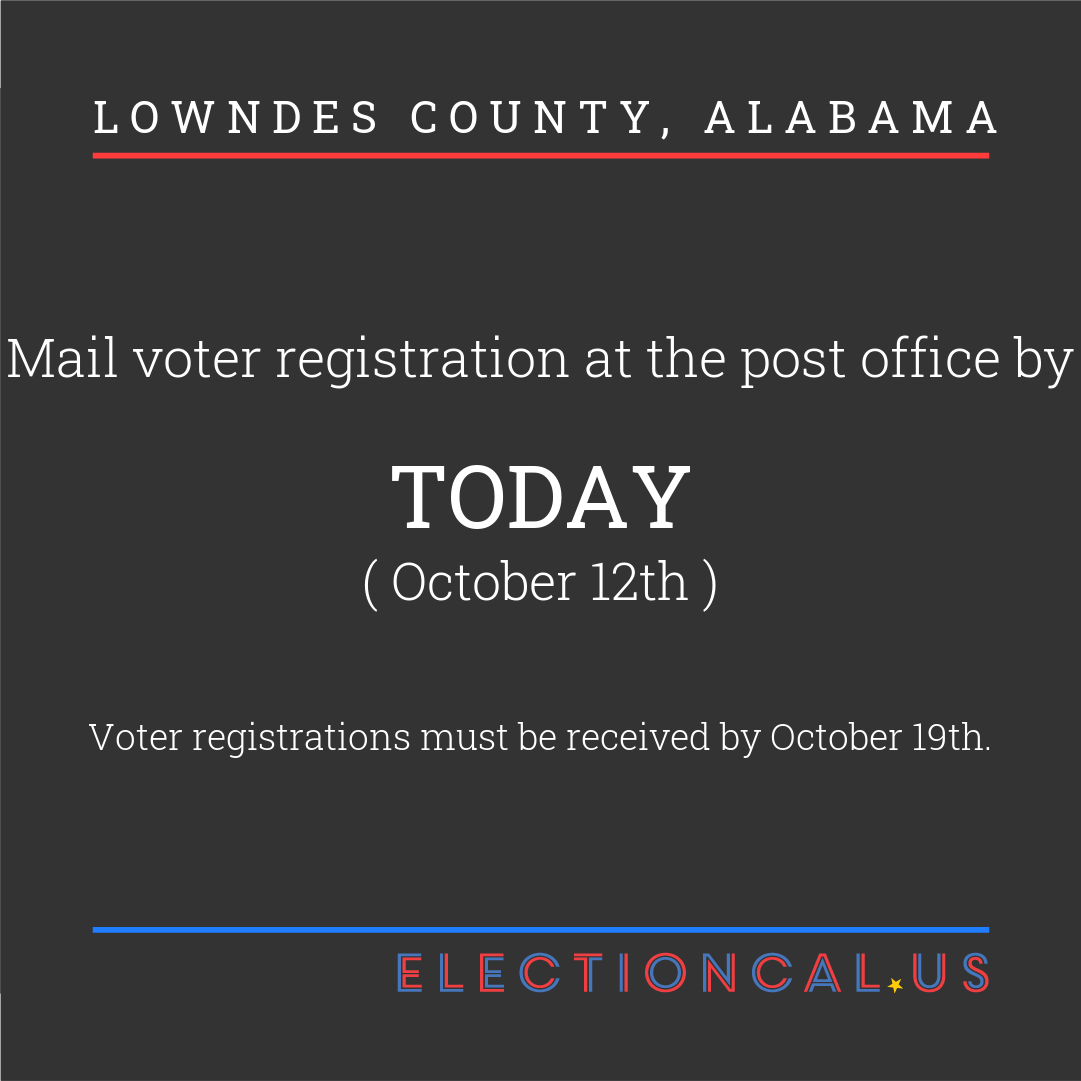 LOWNDES COUNTY, ALABAMA
Mail voter registration at the post office by
TODAY
( October 12th )
Voter registrations must be received by October 19th.
ELECTIONCAL.US